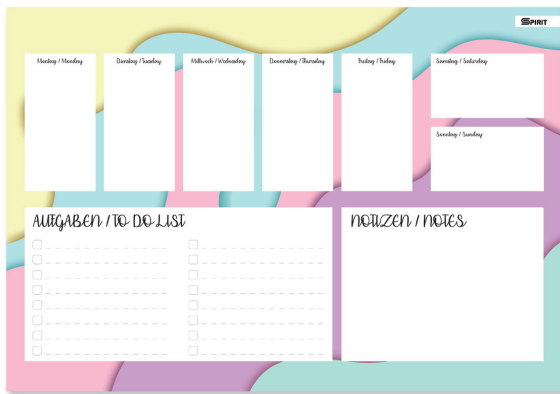 SPIRIT
Montag / Monday
Dienstag / Tuesday
Mittwoch / Wednesday
Donnerstag / Thursday
Freitag / Friday
Samstag / Saturday
Sonntag / Sunday
AUFGABEN / TO DO LIST
NOTIZEN / NOTES